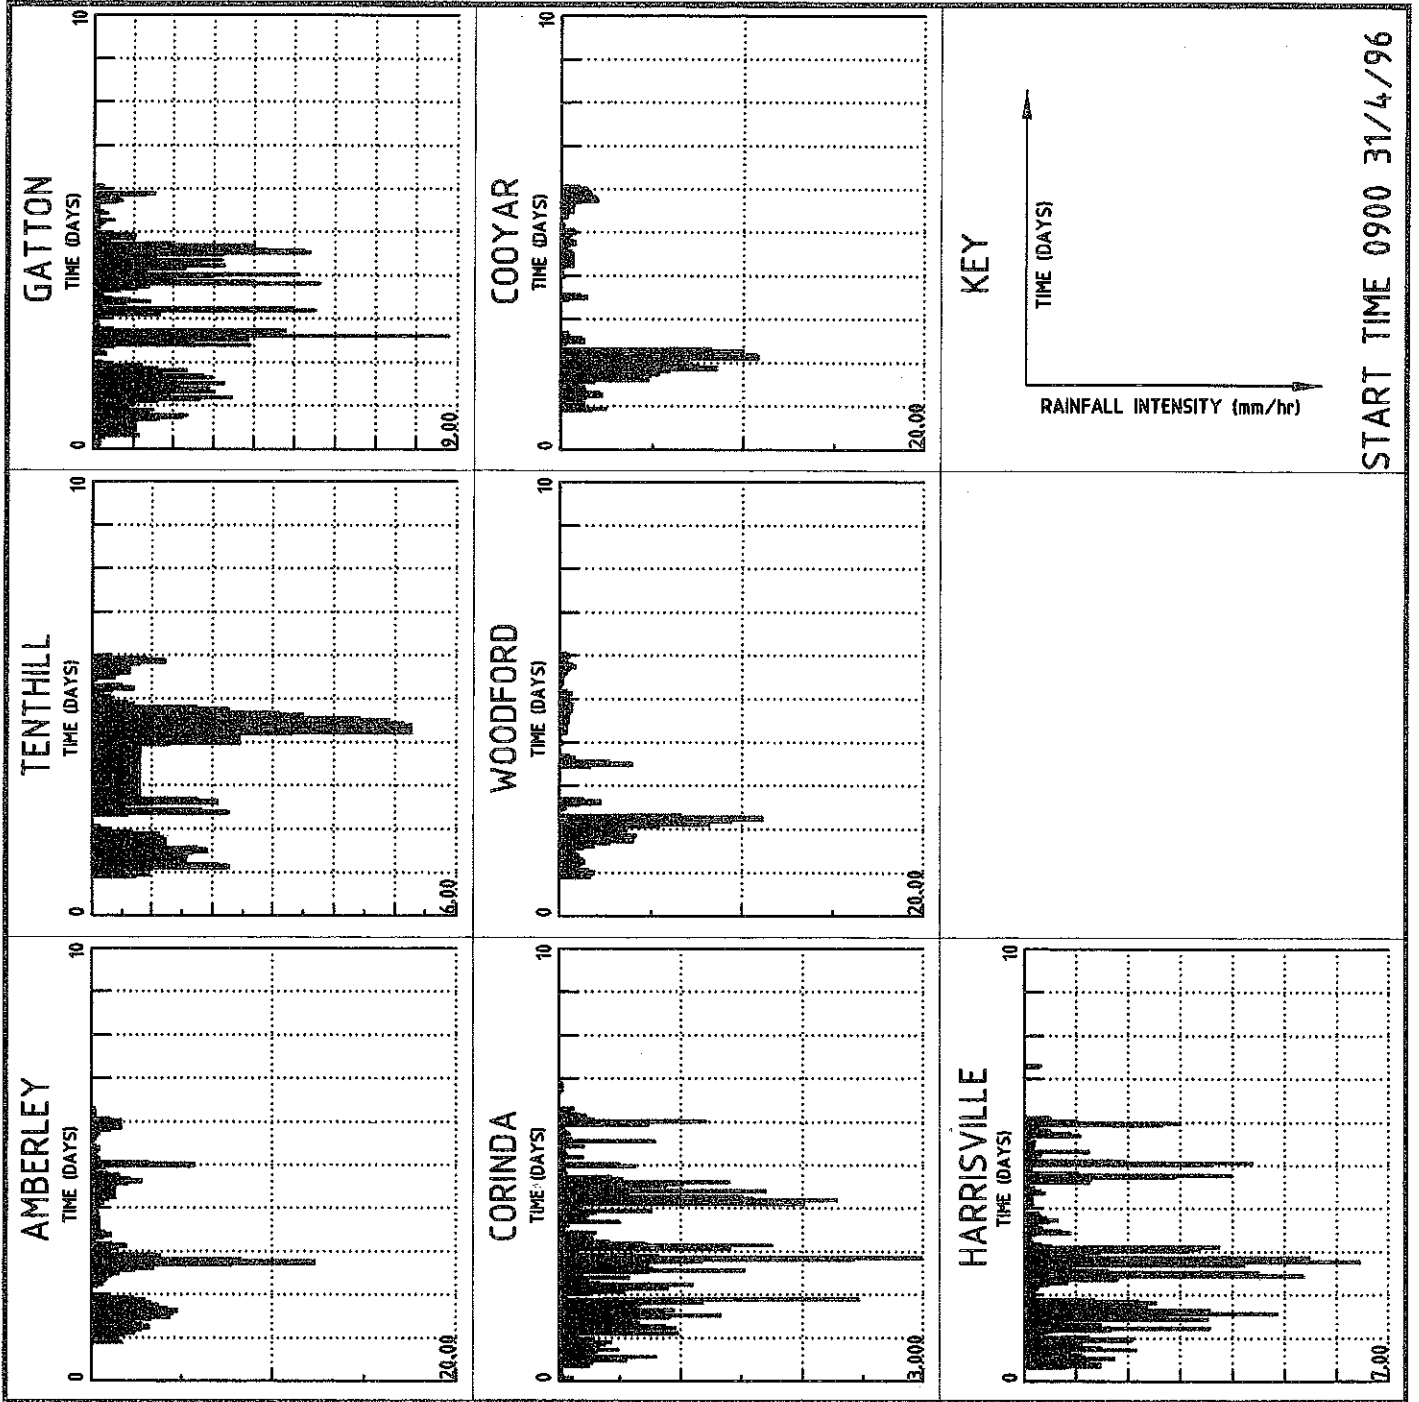 AMBERLEY
TIME (DAYS)
0
10
20.00
TENTHILL
TIME (DAYS)
0
10
6.00
GATTON
TIME (DAYS)
0
10
9.00
CORINDA
TIME (DAYS)
0
10
3.000
WOODFORD
TIME (DAYS)
0
10
20.00
COOYAR
TIME (DAYS)
0
10
20.00
HARRISVILLE
TIME (DAYS)
0
10
7.00
KEY
TIME (DAYS)
RAINFALL INTENSITY (mm/hr)
START TIME 0900 31/4/96